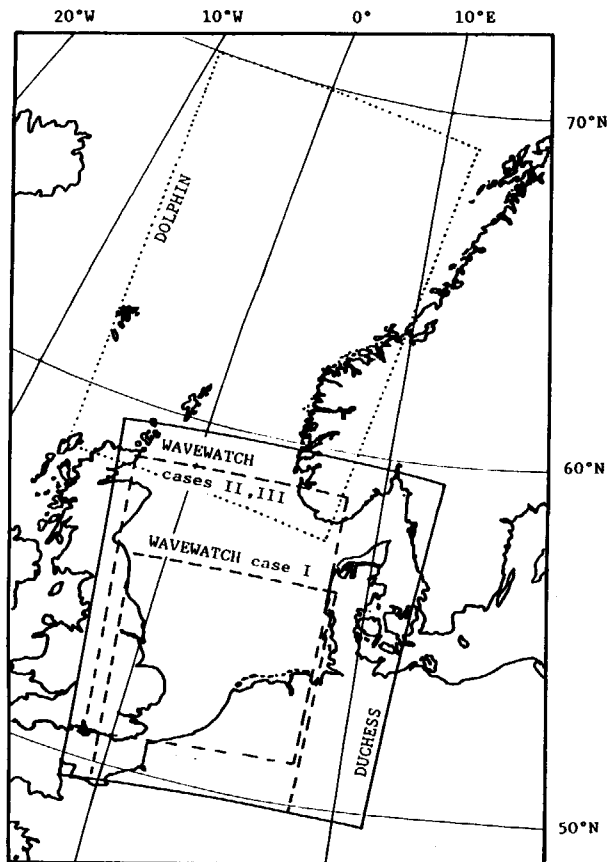 20°W 10°W 0° 10°E
70°N
DOLPHIN
60°N
WAVEWATCH
cases II,III
WAVEWATCH case I
DUCHESS
50°N